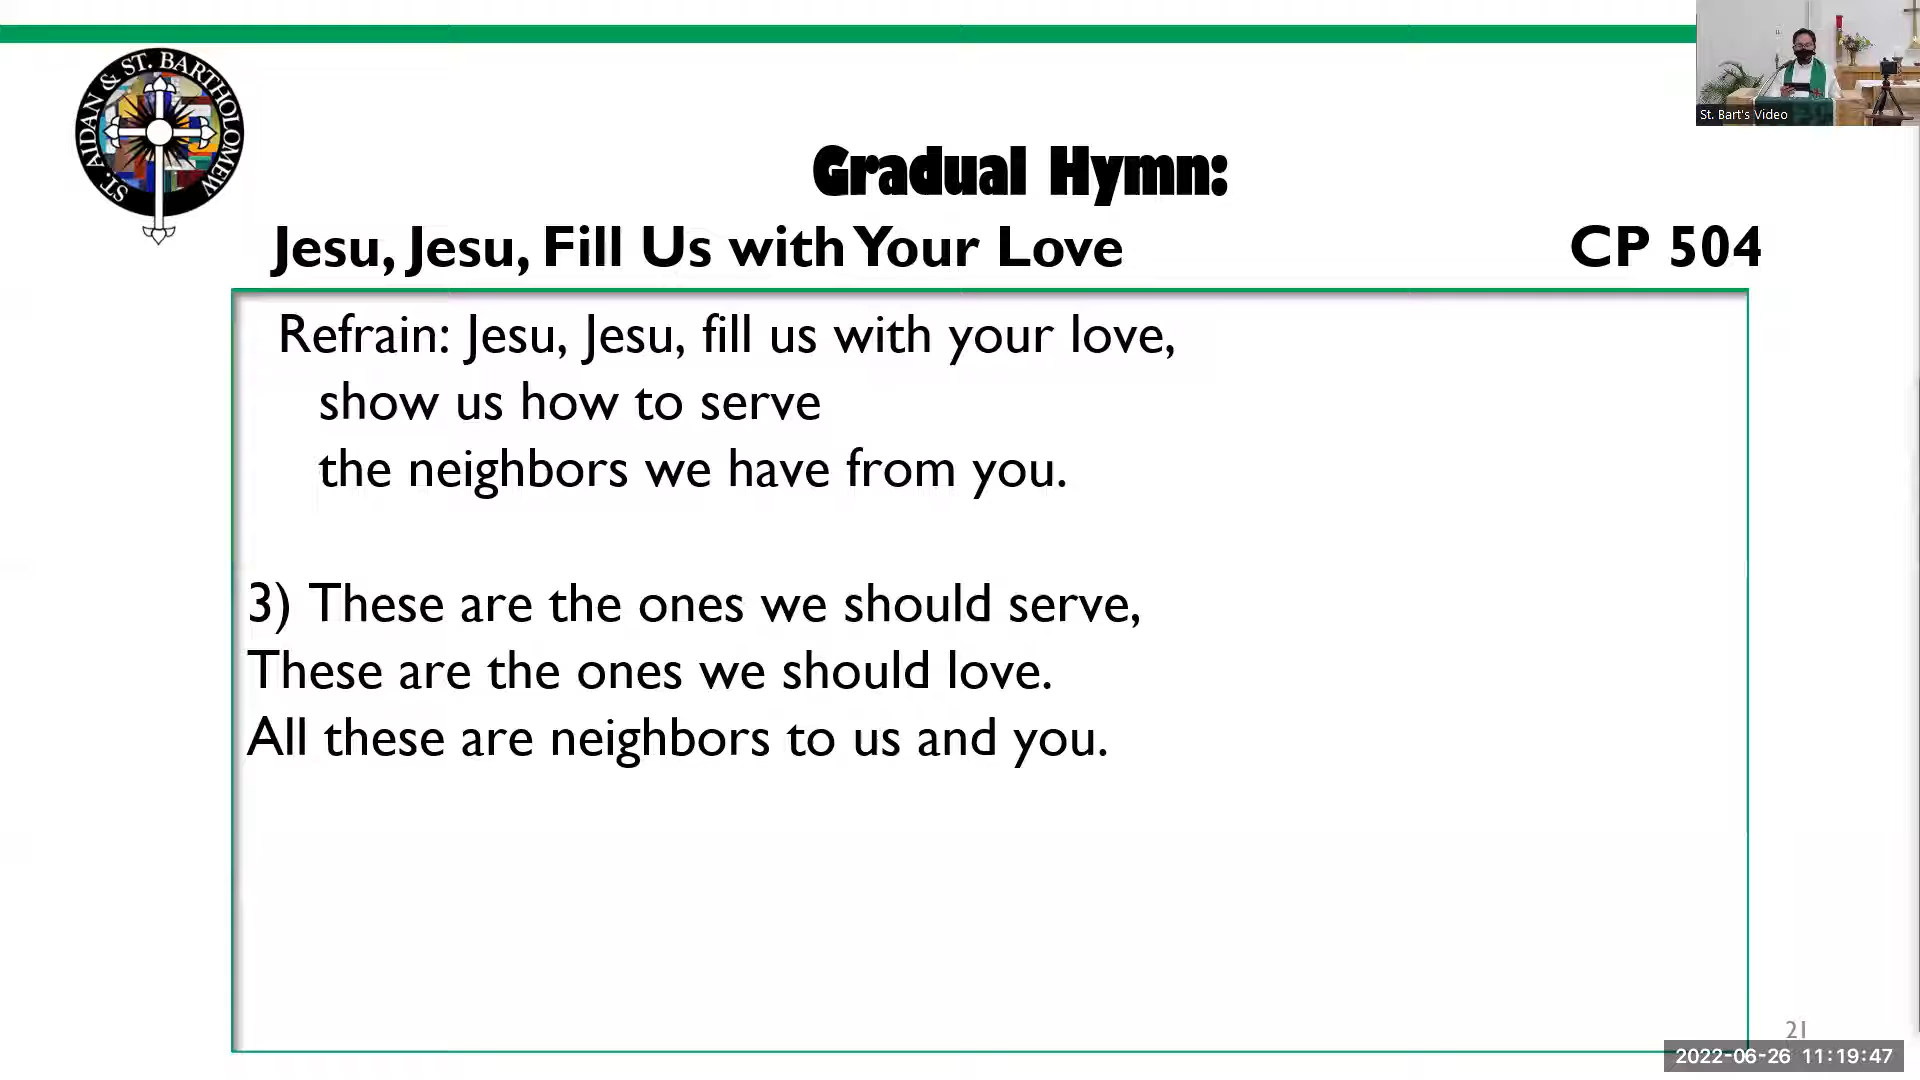 ST. AIDAN & ST. BARTHOLOMEW
St. Bart's Video
Gradual Hymn:
Jesu, Jesu, Fill Us with Your Love CP 504
Refrain: Jesu, Jesu, fill us with your love,
show us how to serve
the neighbors we have from you.
3) These are the ones we should serve,
These are the ones we should love.
All these are neighbors to us and you.
21
2022-06-26 11:19:47